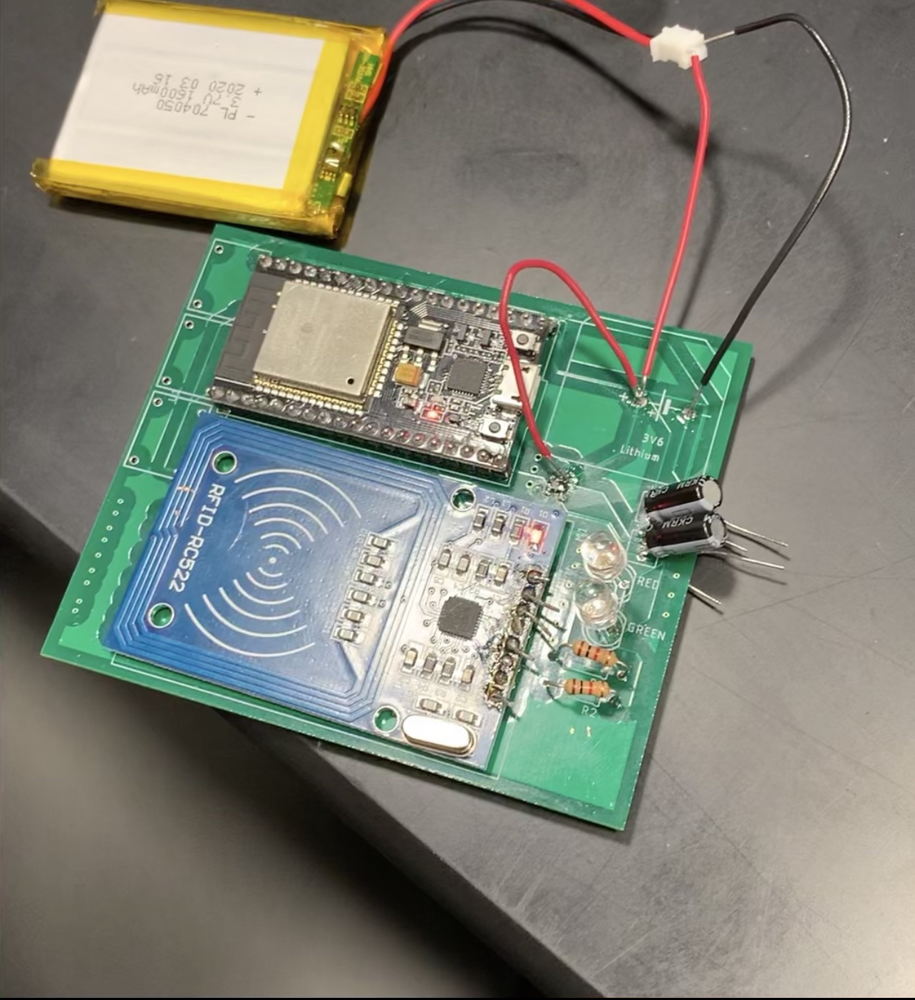 - PL 704050
3.7V 1600mAh
+ 2020 03 16
3V6
Lithium
RFID-RC522
CKRM
CKRM
RED
GREEN
R2